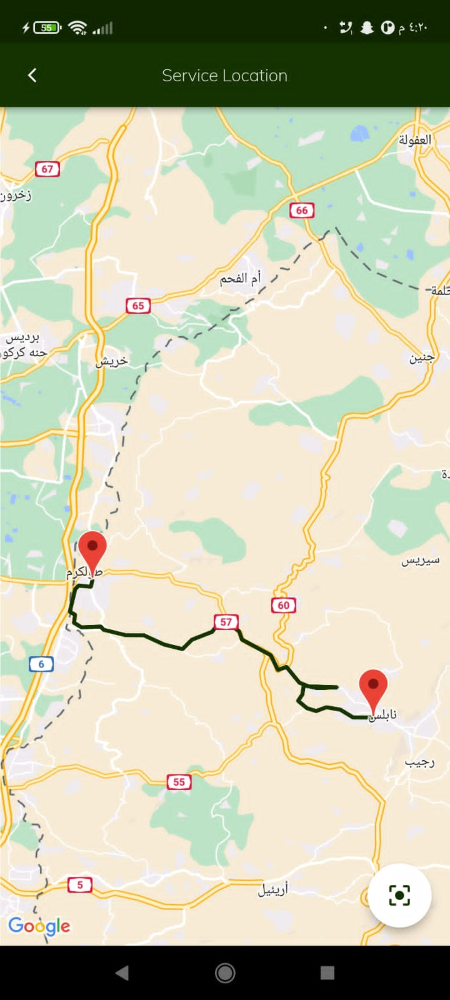 55
م ٤:٢٠
Service Location
العفولة
67
زخرون
66
أم الفحم
65
برديس
حنه كركور
خريش
جنين
سيريس
طولكرم
60
57
6
نابلس
رجيب
55
5
أريئيل
Google